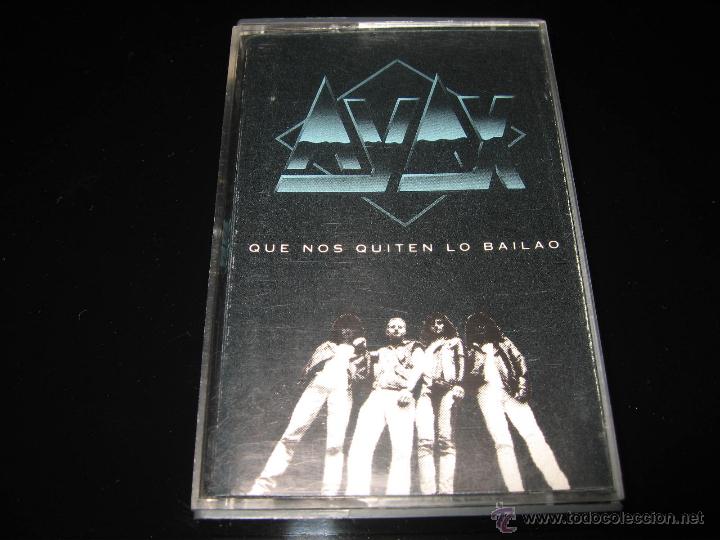 AYAX
QUE NOS QUITEN LO BAILAO
www.todocoleccion.net